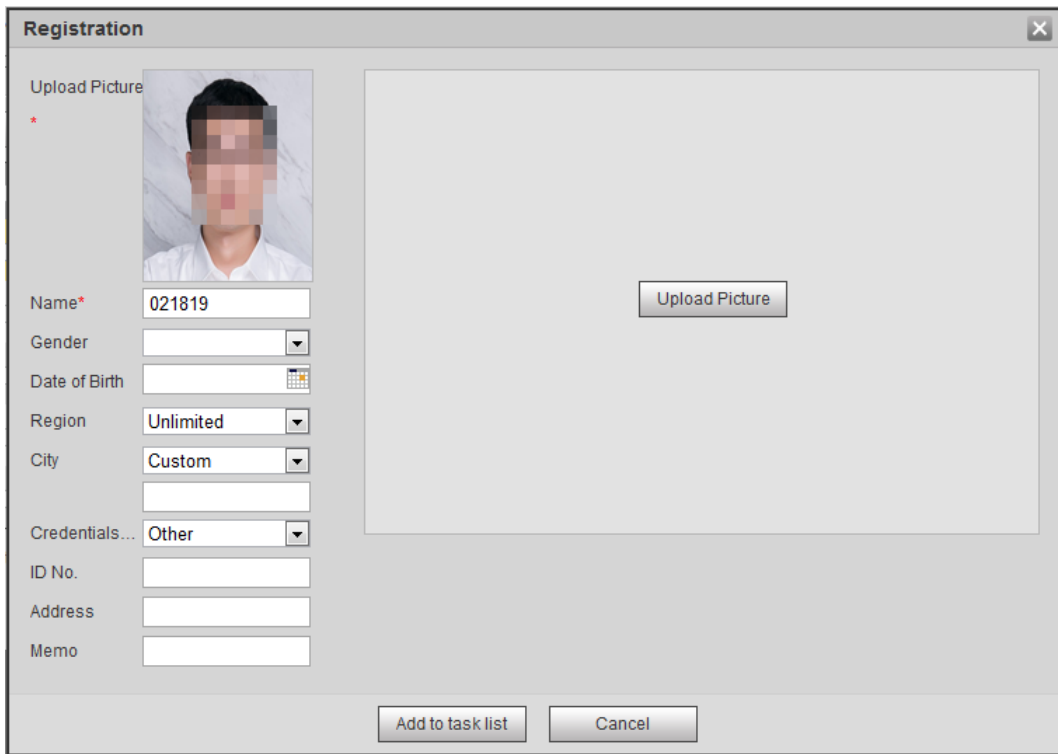 Registration
Upload Picture
*
Name* 021819
Gender
Date of Birth
Region Unlimited
City Custom
Credentials... Other
ID No.
Address
Memo
Upload Picture
Add to task list Cancel